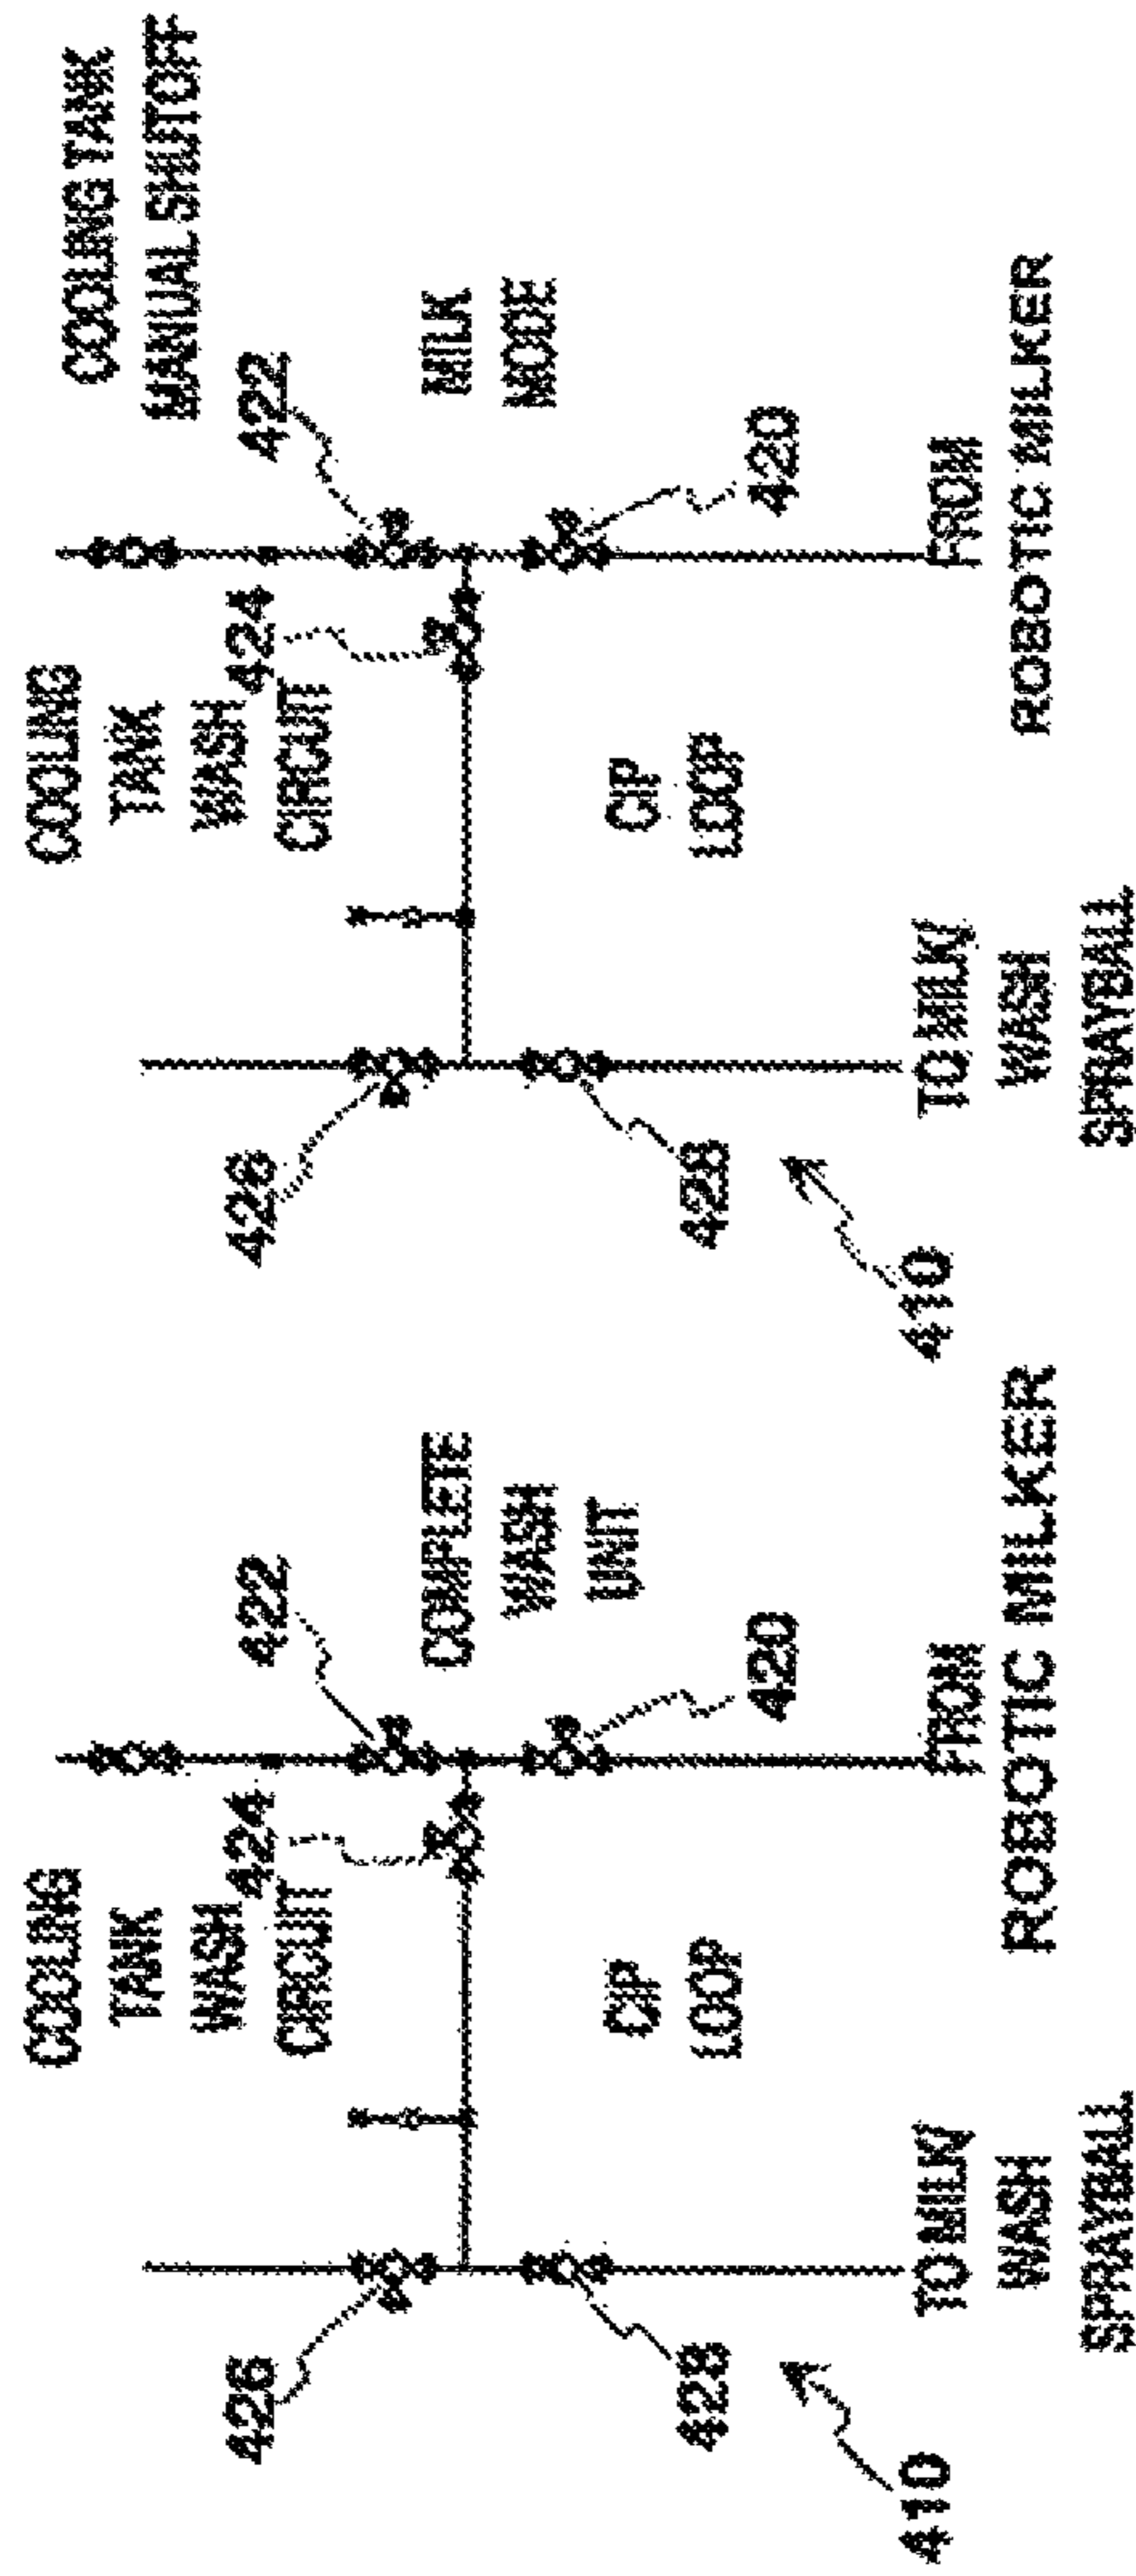 COOLING
TANK
WASH
CIRCUIT
426
424
422
COMPLETE
WASH
UNIT
CIP
LOOP
428
420
410
TO MILK/
WASH
SPRAYBALL
FROM
ROBOTIC MILKER
COOLING
TANK
WASH
CIRCUIT
COOLING TANK
MANUAL SHUTOFF
426
424
422
MILK
MODE
CIP
LOOP
428
420
410
TO MILK/
WASH
SPRAYBALL
FROM
ROBOTIC MILKER